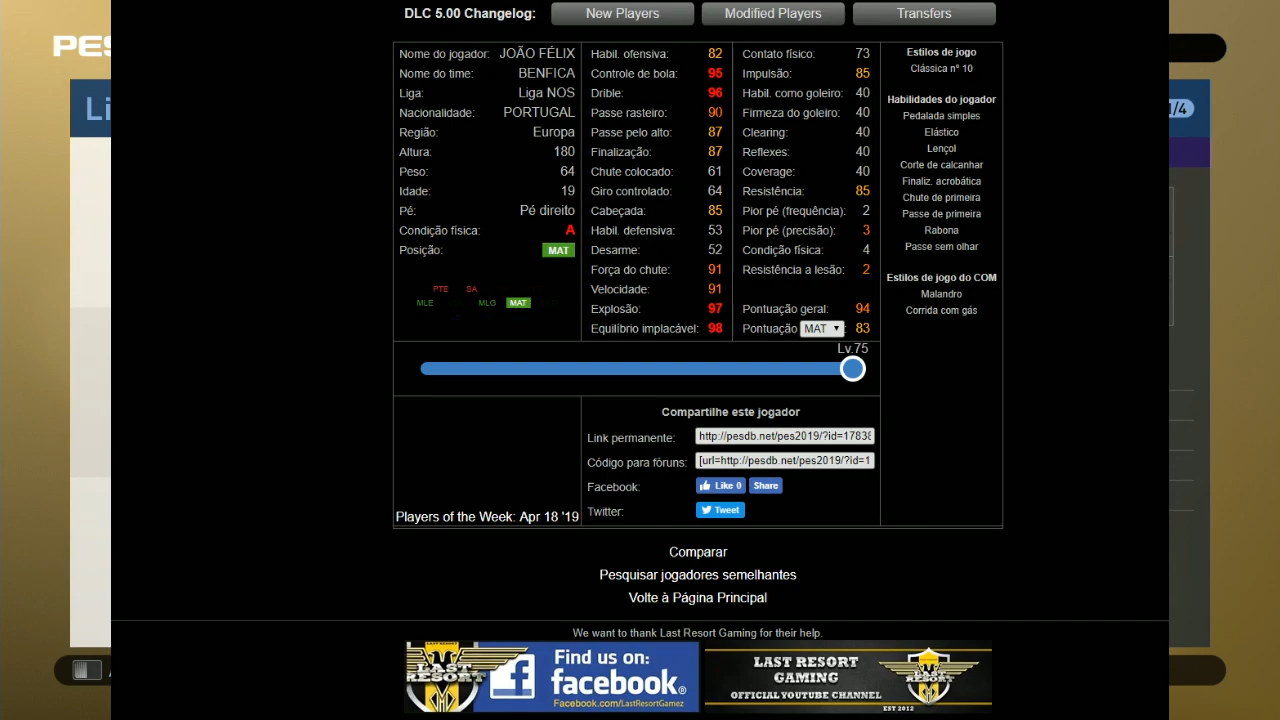 DLC 5.00 Changelog: New Players Modified Players Transfers
PES
Li
1/4
Nome do jogador: JOÃO FÉLIX
Nome do time: BENFICA
Liga: Liga NOS
Nacionalidade: PORTUGAL
Região: Europa
Altura: 180
Peso: 64
Idade: 19
Pé: Pé direito
Condição física: A
Posição: MAT
PTE SA
MLE MLG MAT
Habil. ofensiva: 82
Controle de bola: 95
Drible: 96
Passe rasteiro: 90
Passe pelo alto: 87
Finalização: 87
Chute colocado: 61
Giro controlado: 64
Cabeçada: 85
Habil. defensiva: 53
Desarme: 52
Força do chute: 91
Velocidade: 91
Explosão: 97
Equilíbrio implacável: 98
Contato físico: 73
Impulsão: 85
Habil. como goleiro: 40
Firmeza do goleiro: 40
Clearing: 40
Reflexes: 40
Coverage: 40
Resistência: 85
Pior pé (frequência): 2
Pior pé (precisão): 3
Condição física: 4
Resistência a lesão: 2
Pontuação geral: 94
Pontuação MAT : 83
Estilos de jogo
Clássica nº 10
Habilidades do jogador
Pedalada simples
Elástico
Lençol
Corte de calcanhar
Finaliz. acrobática
Chute de primeira
Passe de primeira
Rabona
Passe sem olhar
Estilos de jogo do COM
Malandro
Corrida com gás
Lv.75
Players of the Week: Apr 18 '19
Compartilhe este jogador
Link permanente: http://pesdb.net/pes2019/?id=17838
Código para fóruns: [url=http://pesdb.net/pes2019/?id=1
Facebook: Like 0 Share
Twitter: Tweet
Comparar
Pesquisar jogadores semelhantes
Volte à Página Principal
We want to thank Last Resort Gaming for their help.
LAST RESORT
Find us on:
facebook®
Facebook.com/LastResortGamez
LAST RESORT
GAMING
OFFICIAL YOUTUBE CHANNEL
LAST RESORT
EST 2012